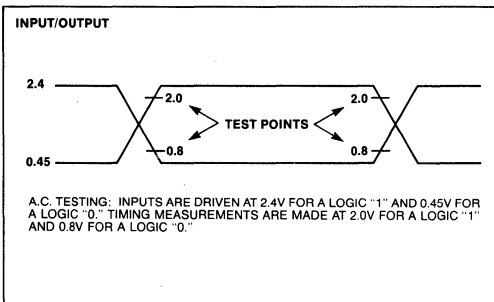 INPUT/OUTPUT
2.4
2.0
2.0
TEST POINTS
0.8
0.8
0.45
A.C. TESTING: INPUTS ARE DRIVEN AT 2.4V FOR A LOGIC "1" AND 0.45V FOR
A LOGIC "0." TIMING MEASUREMENTS ARE MADE AT 2.0V FOR A LOGIC "1"
AND 0.8V FOR A LOGIC "0."